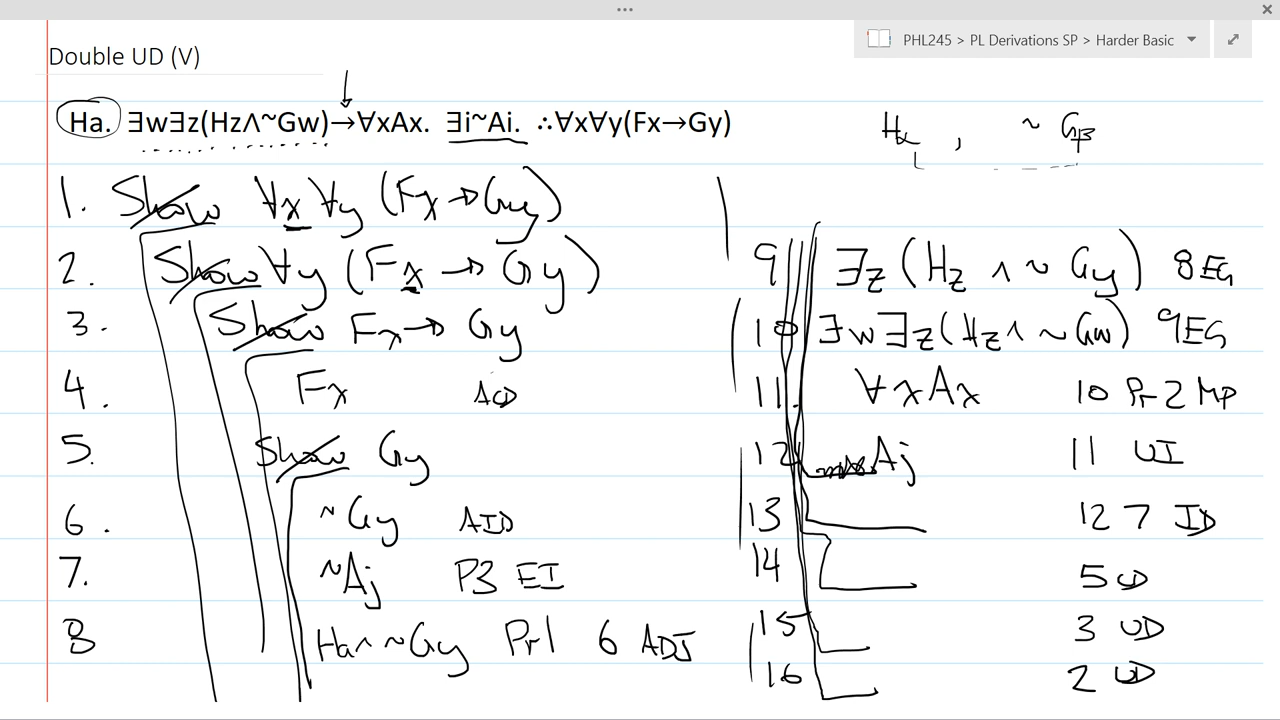 PHL245 > PL Derivations SP > Harder Basic
Double UD (V)
Ha. ∃w∃z(Hz∧~Gw)→∀xAx. ∃i~Ai. ∴∀x∀y(Fx→Gy)
Hα , ~Gβ
1. Show ∀x∀y (Fx→Gy)
2. Show ∀y (Fx → Gy)
3. Show Fx → Gy
4. Fx ACD
5. Show Gy
6. ~Gy AID
7. ~Aj P3 EI
8 Ha∧~Gy Pr1 6 ADJ
9 ∃z (Hz ∧ ~Gy) 8 EG
10 ∃w∃z(Hz∧~Gw) 9 EG
11. ∀xAx 10 Pr2 MP
12 Aj 11 UI
13 12 7 ID
14 5 CD
15 3 UD
16 2 UD